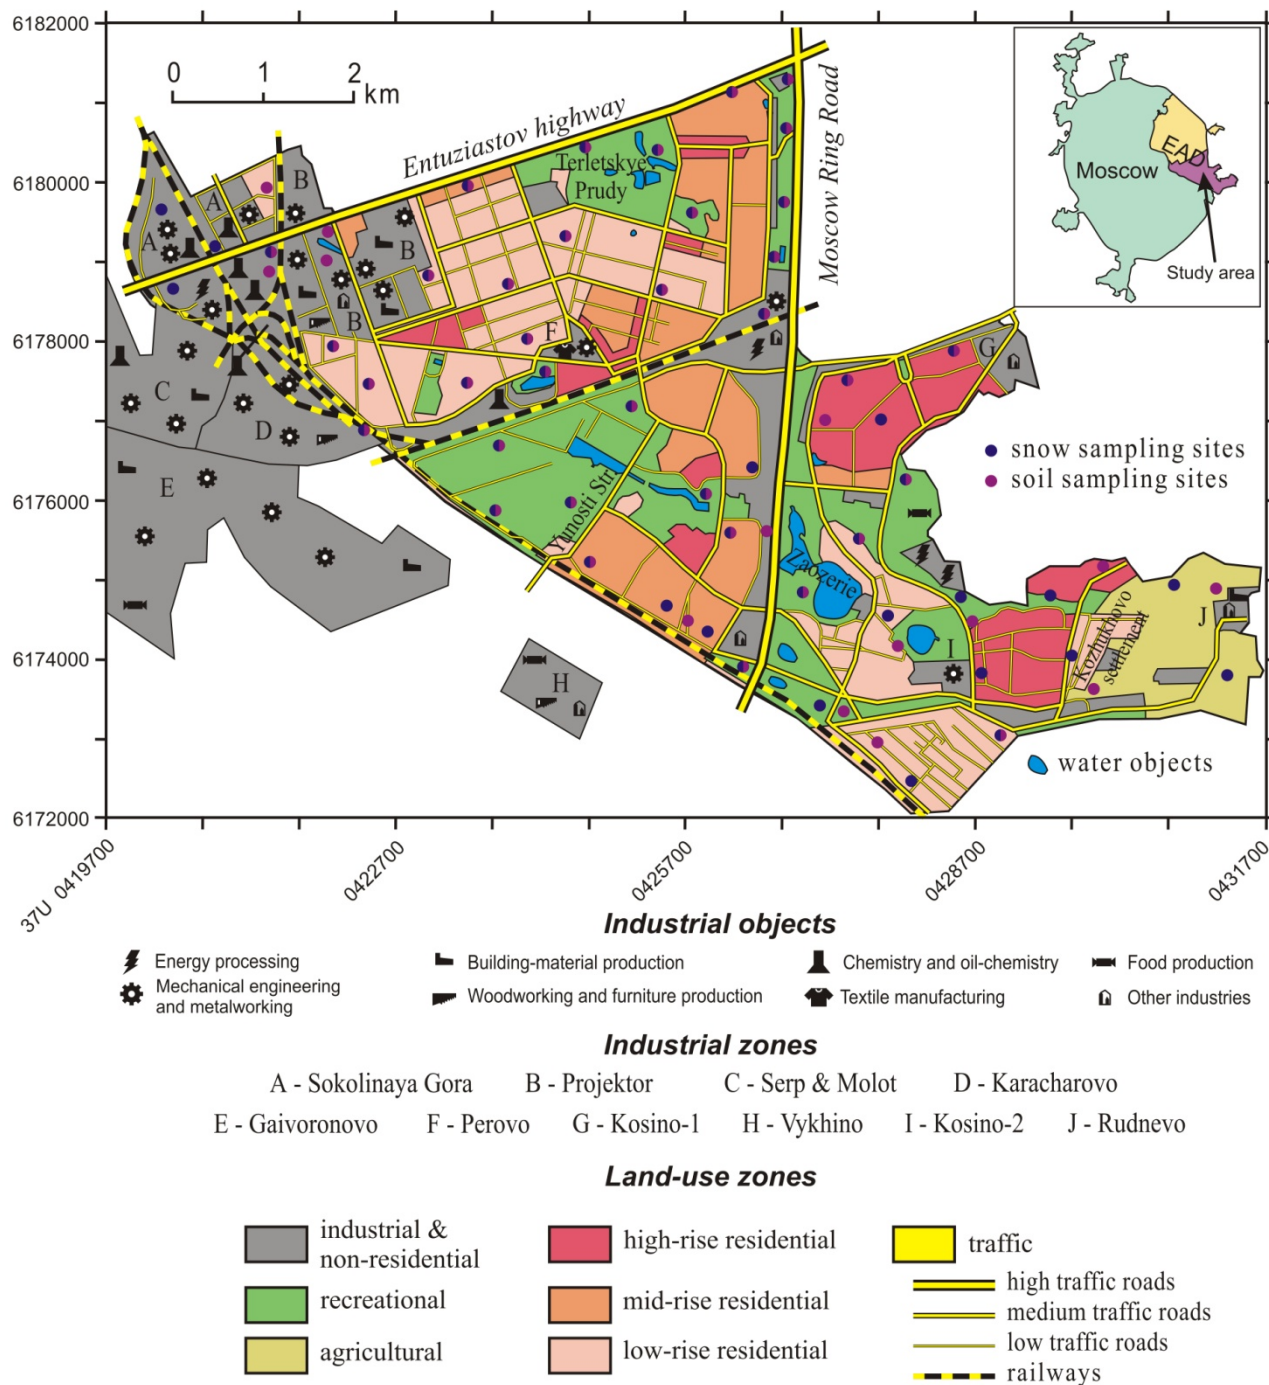 6182000
6180000
6178000
6176000
6174000
6172000
0 1 2
km
Entuziastov highway
Moscow Ring Road
Terletskye
Prudy
Moscow
EAD
Study area
A
B
A
B
B
C
D
E
F
G
H
I
J
Yunosti Str.
Zaozerie
Kozhukhovo
settlement
snow sampling sites
soil sampling sites
water objects
37U 0419700
0422700
0425700
0428700
0431700
Industrial objects
Energy processing
Building-material production
Chemistry and oil-chemistry
Food production
Mechanical engineering
and metalworking
Woodworking and furniture production
Textile manufacturing
Other industries
Industrial zones
A - Sokolinaya Gora B - Projektor C - Serp & Molot D - Karacharovo
E - Gaivoronovo F - Perovo G - Kosino-1 H - Vykhino I - Kosino-2 J - Rudnevo
Land-use zones
industrial &
non-residential
recreational
agricultural
high-rise residential
mid-rise residential
low-rise residential
traffic
high traffic roads
medium traffic roads
low traffic roads
railways